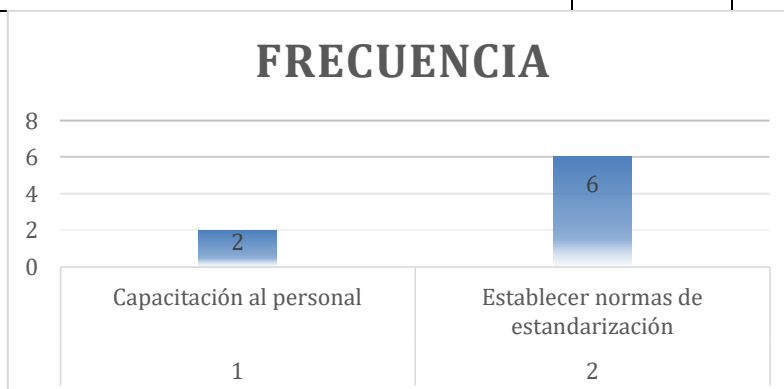 FRECUENCIA
8
6
4
2
0
6
2
Capacitación al personal
Establecer normas de
estandarización
1
2